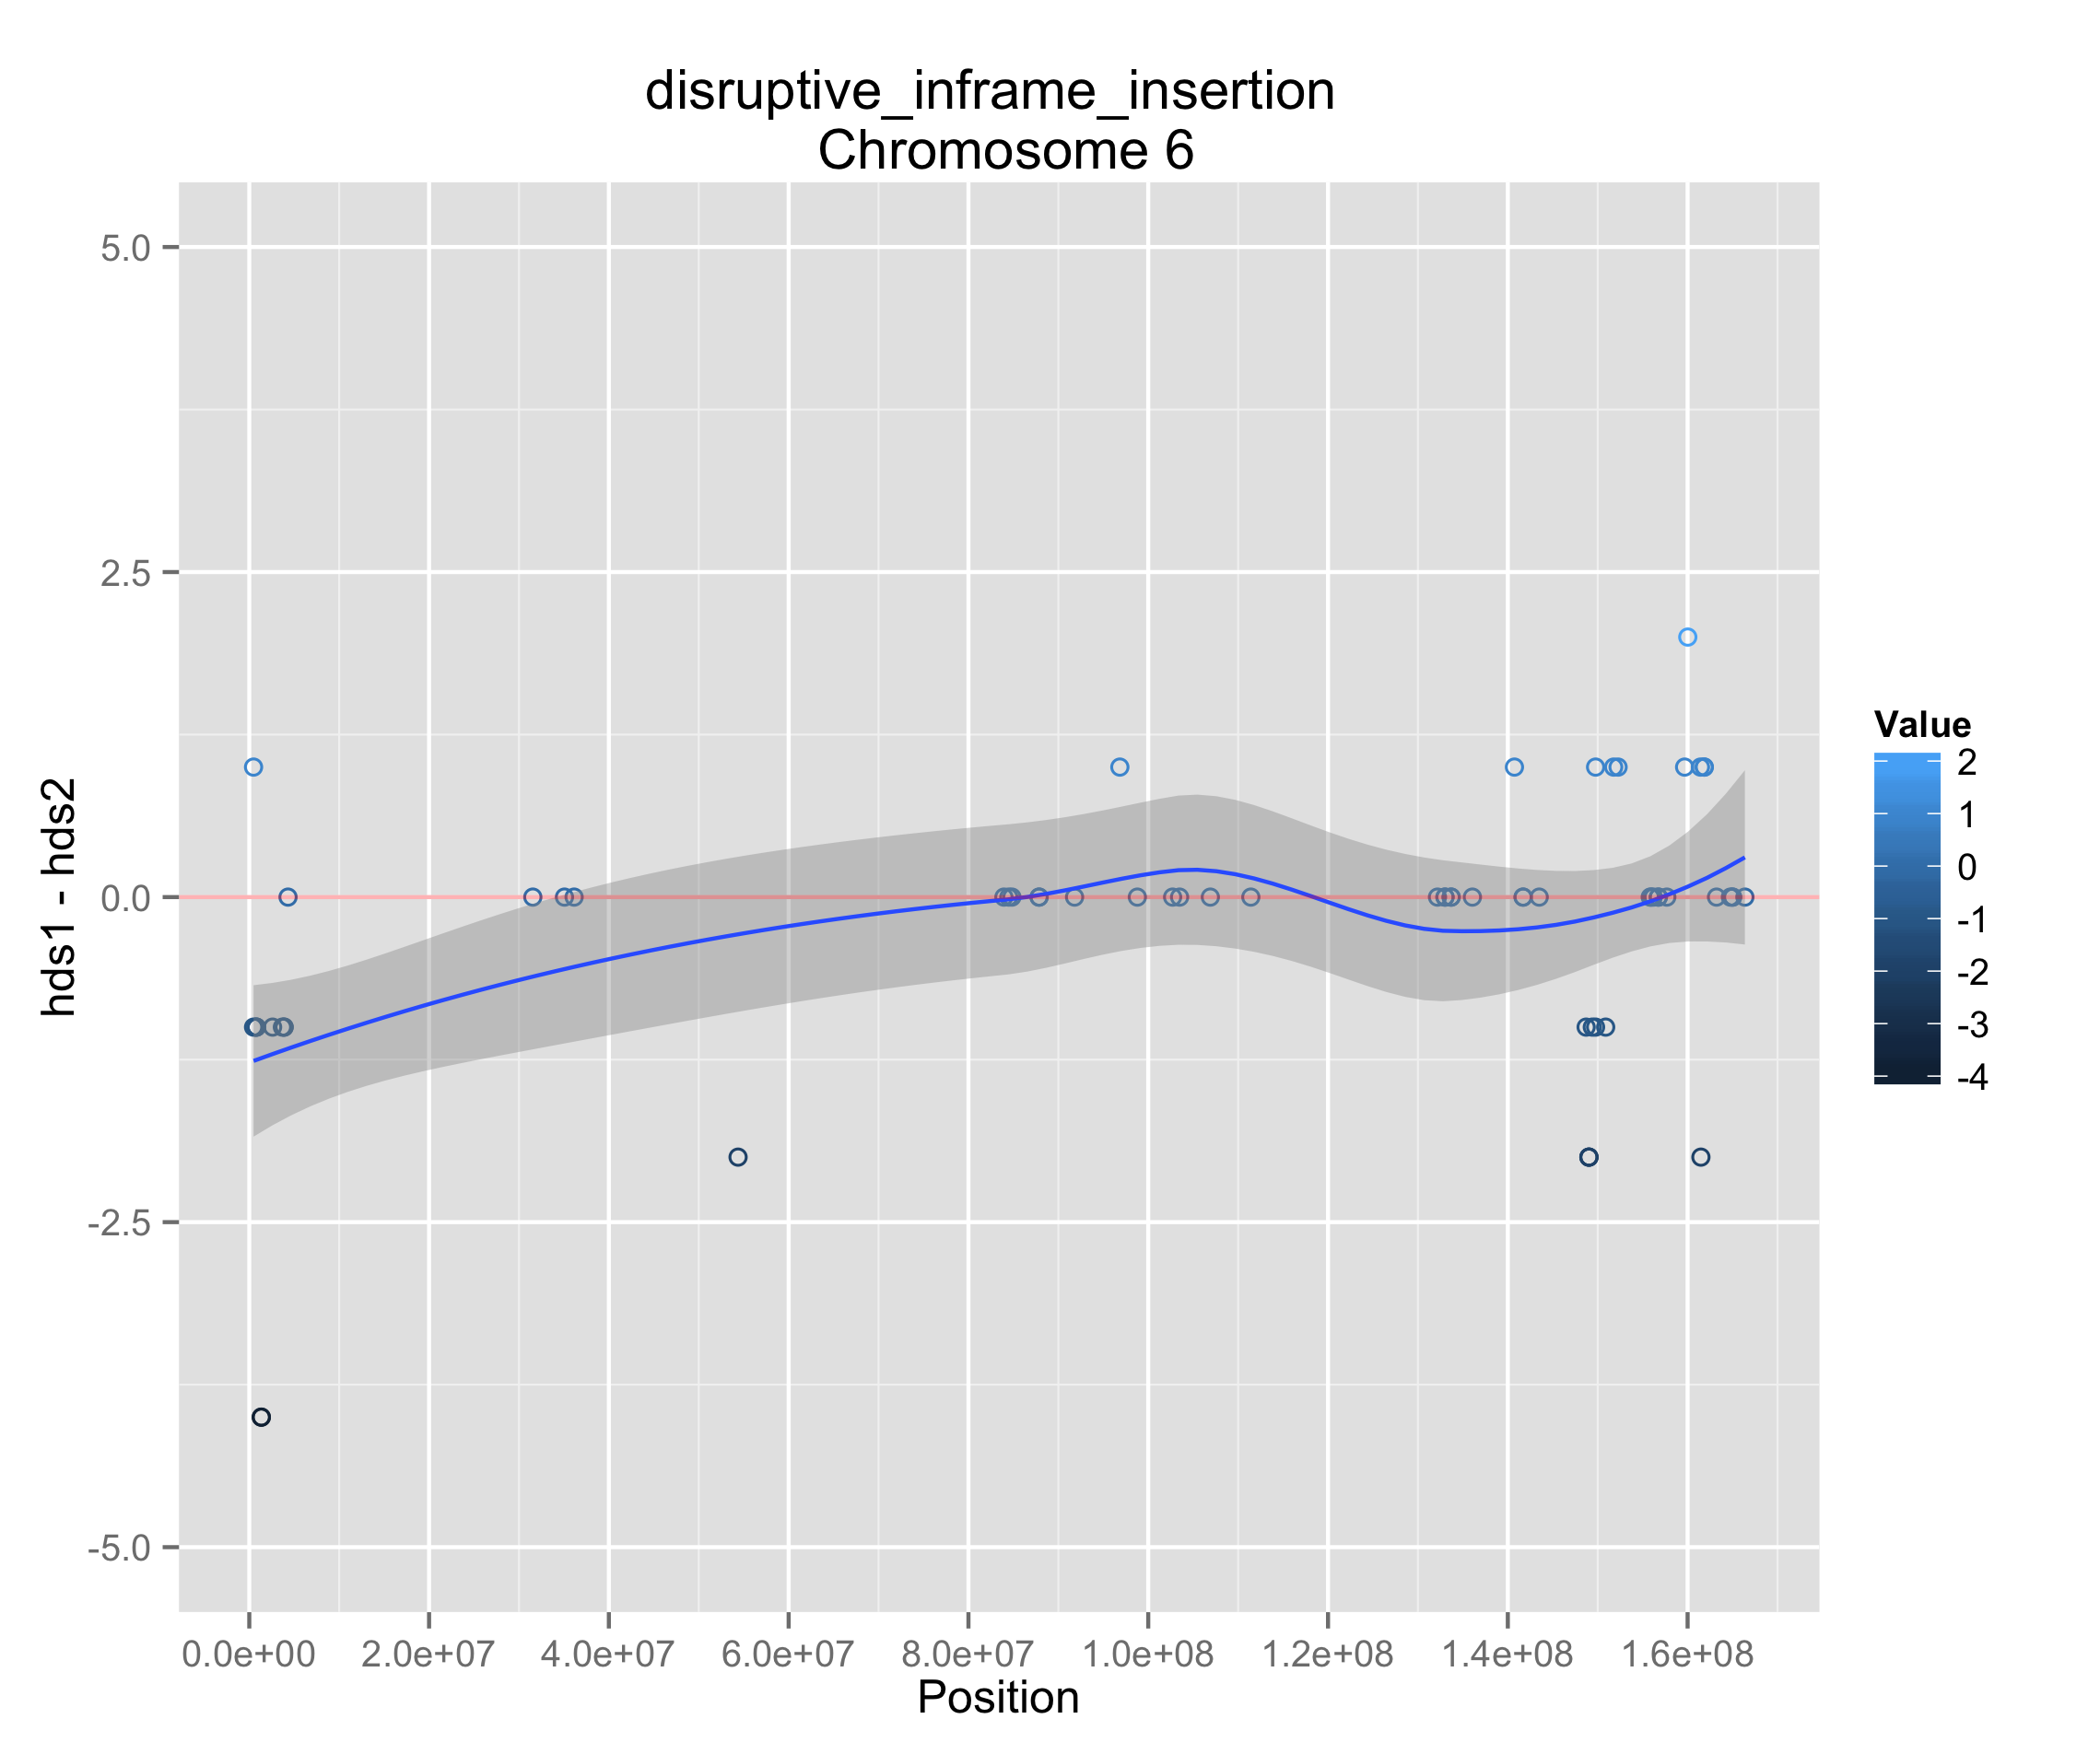 disruptive_inframe_insertion
Chromosome 6
5.0
2.5
0.0
-2.5
-5.0
hds1 - hds2
0.0e+00 2.0e+07 4.0e+07 6.0e+07 8.0e+07 1.0e+08 1.2e+08 1.4e+08 1.6e+08
Position
Value
2
1
0
-1
-2
-3
-4